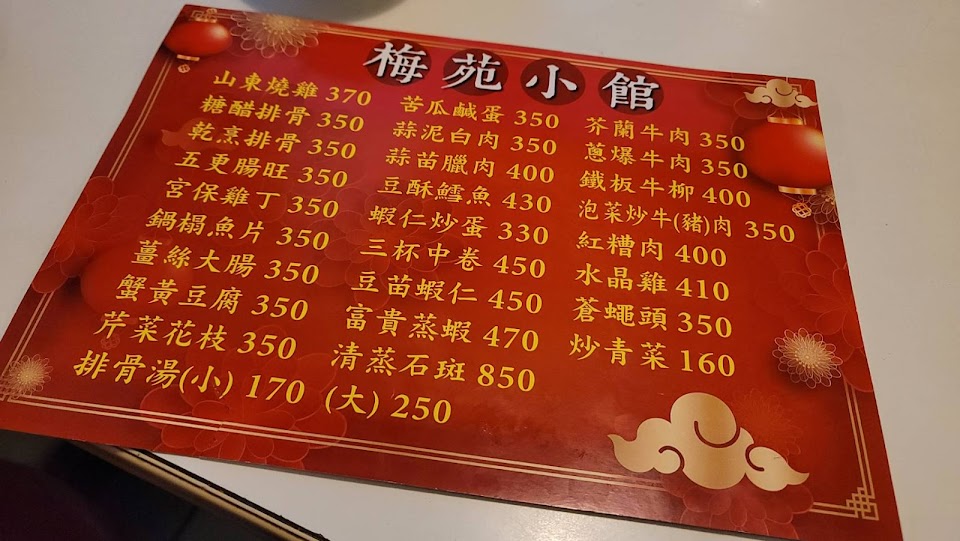 梅苑小館
山東燒雞 370
糖醋排骨 350
乾烹排骨 350
五更腸旺 350
宮保雞丁 350
鍋榻魚片 350
薑絲大腸 350
蟹黃豆腐 350
芹菜花枝 350
排骨湯(小) 170 (大) 250
苦瓜鹹蛋 350
蒜泥白肉 350
蒜苗臘肉 400
豆酥鱈魚 430
蝦仁炒蛋 330
三杯中卷 450
豆苗蝦仁 450
富貴蒸蝦 470
清蒸石斑 850
芥蘭牛肉 350
蔥爆牛肉 350
鐵板牛柳 400
泡菜炒牛(豬)肉 350
紅糟肉 400
水晶雞 410
蒼蠅頭 350
炒青菜 160